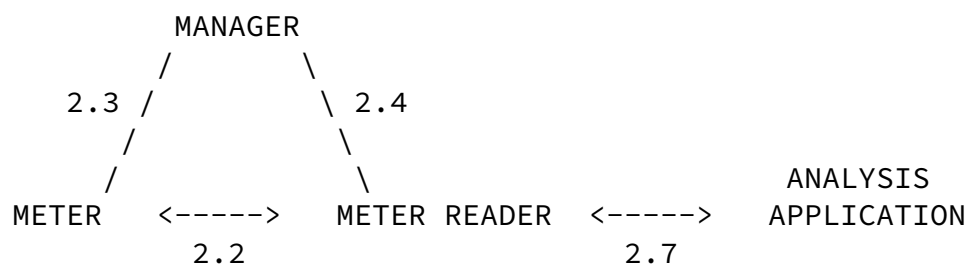 MANAGER
/ \
2.3 / \ 2.4
/ \
/ \ ANALYSIS
METER <-----> METER READER <-----> APPLICATION
2.2 2.7